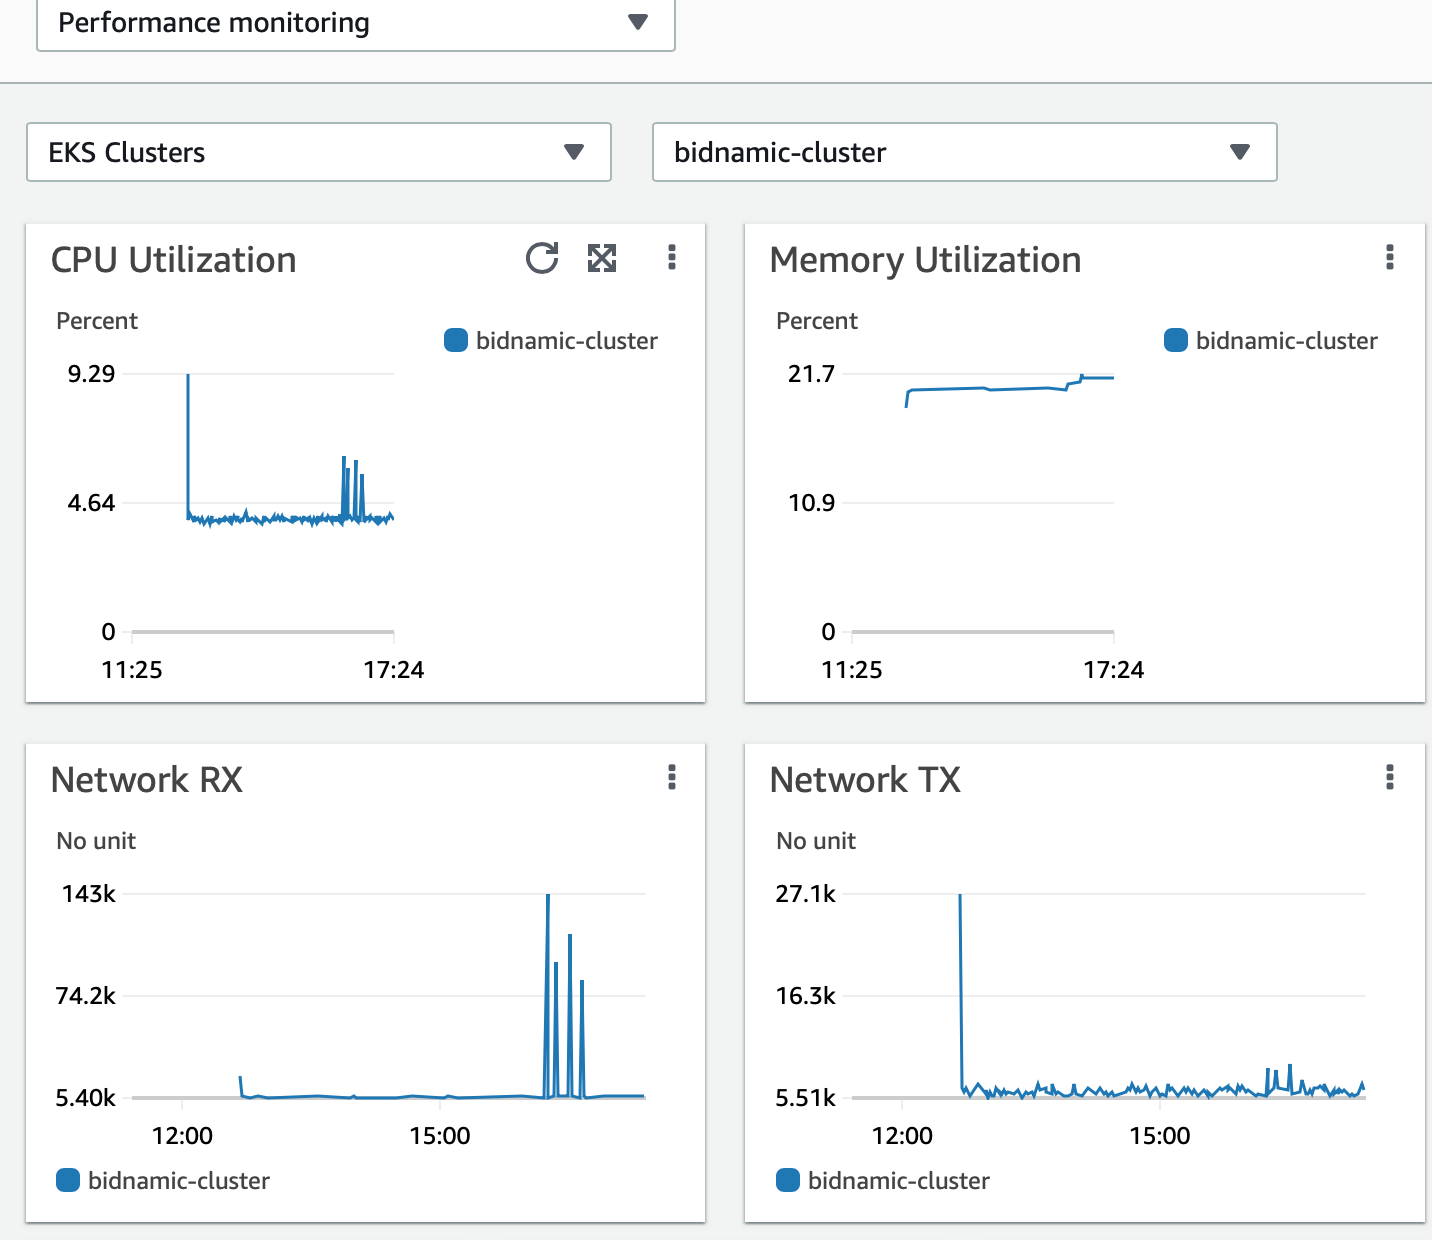 Performance monitoring
EKS Clusters
bidnamic-cluster
CPU Utilization
Percent
bidnamic-cluster
9.29
4.64
0
11:25
17:24
Memory Utilization
Percent
bidnamic-cluster
21.7
10.9
0
11:25
17:24
Network RX
No unit
143k
74.2k
5.40k
12:00
15:00
bidnamic-cluster
Network TX
No unit
27.1k
16.3k
5.51k
12:00
15:00
bidnamic-cluster